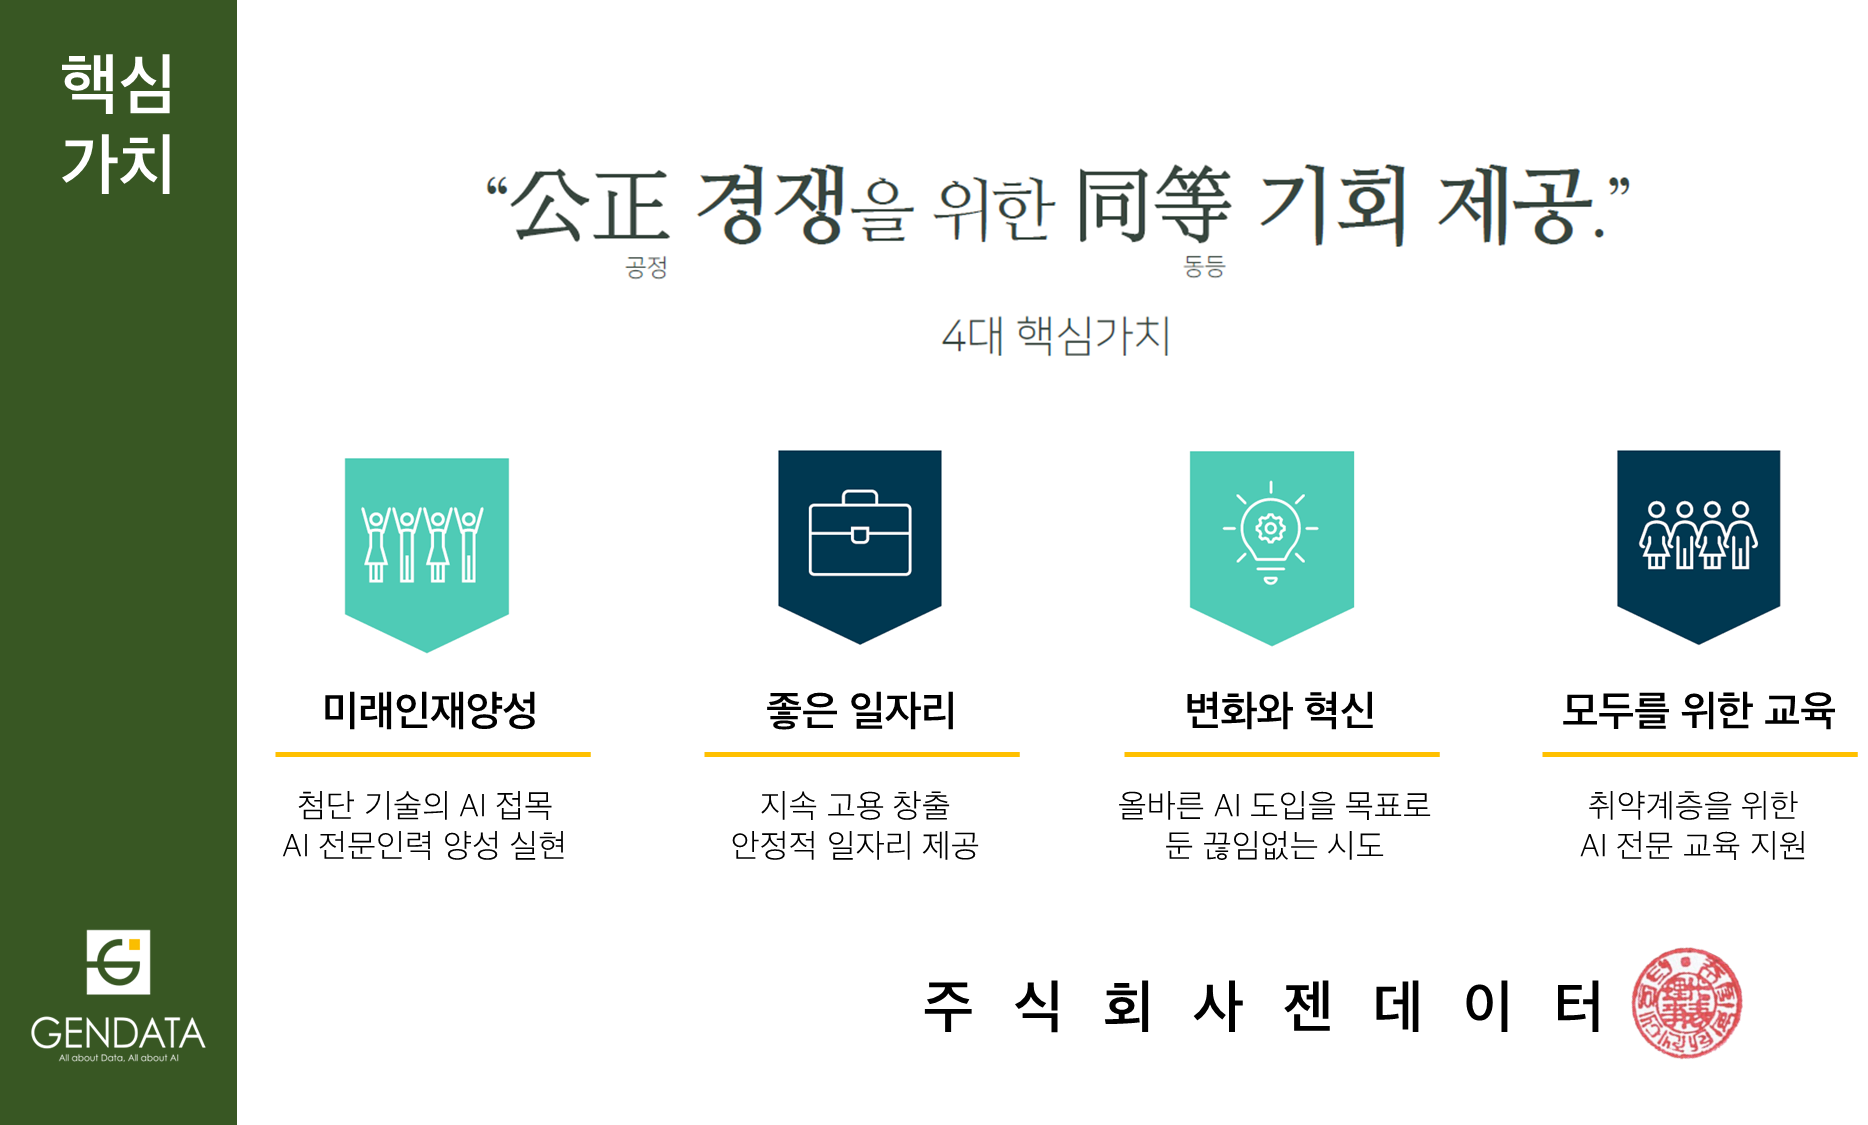 핵심
가치
“公正 경쟁을 위한 同等 기회 제공.”
공정
동등
4대 핵심가치
미래인재양성
첨단 기술의 AI 접목
AI 전문인력 양성 실현
좋은 일자리
지속 고용 창출
안정적 일자리 제공
변화와 혁신
올바른 AI 도입을 목표로
둔 끊임없는 시도
모두를 위한 교육
취약계층을 위한
AI 전문 교육 지원
주 식 회 사 젠 데 이 터
GENDATA
All about Data, All about AI